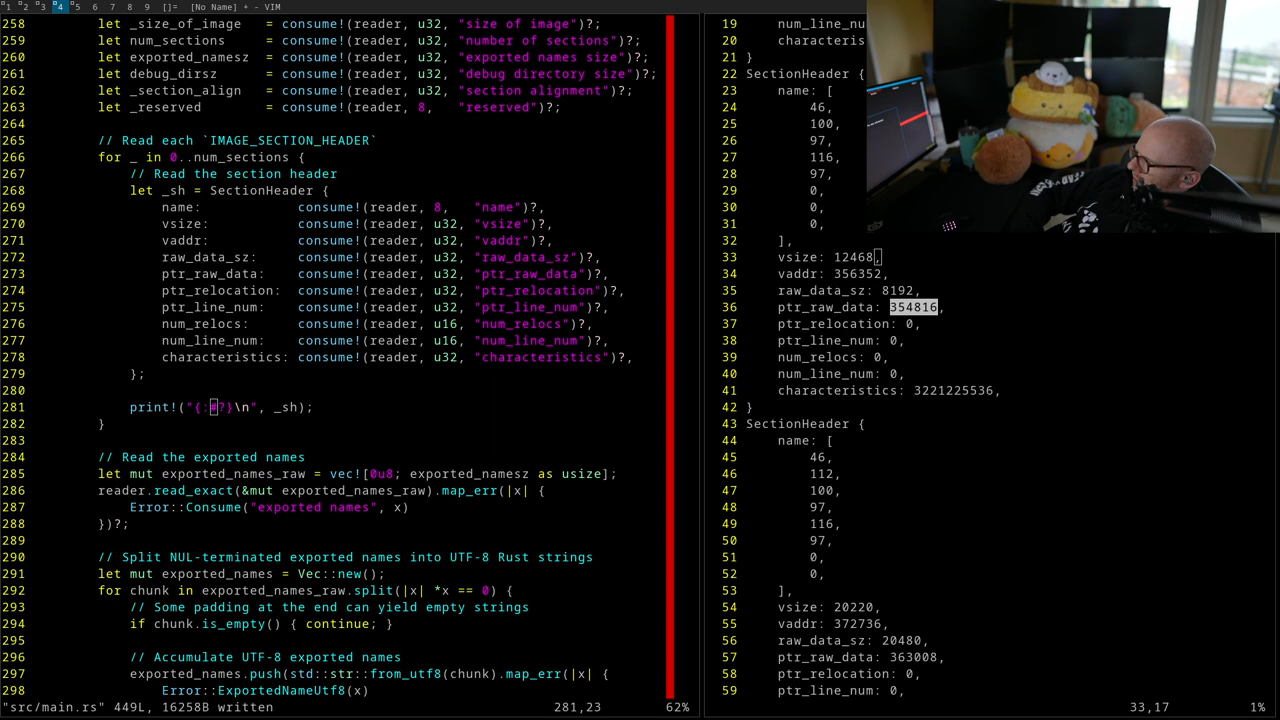 1 2 3 4 5 6 7 8 9 []= [No Name] + - VIM
258 let _size_of_image = consume!(reader, u32, "size of image")?;
259 let num_sections = consume!(reader, u32, "number of sections")?;
260 let exported_namesz = consume!(reader, u32, "exported names size")?;
261 let debug_dirsz = consume!(reader, u32, "debug directory size")?;
262 let _section_align = consume!(reader, u32, "section alignment")?;
263 let _reserved = consume!(reader, 8, "reserved")?;
264
265 // Read each `IMAGE_SECTION_HEADER`
266 for _ in 0..num_sections {
267 // Read the section header
268 let _sh = SectionHeader {
269 name: consume!(reader, 8, "name")?,
270 vsize: consume!(reader, u32, "vsize")?,
271 vaddr: consume!(reader, u32, "vaddr")?,
272 raw_data_sz: consume!(reader, u32, "raw_data_sz")?,
273 ptr_raw_data: consume!(reader, u32, "ptr_raw_data")?,
274 ptr_relocation: consume!(reader, u32, "ptr_relocation")?,
275 ptr_line_num: consume!(reader, u32, "ptr_line_num")?,
276 num_relocs: consume!(reader, u16, "num_relocs")?,
277 num_line_num: consume!(reader, u16, "num_line_num")?,
278 characteristics: consume!(reader, u32, "characteristics")?,
279 };
280
281 print!("{:#?}\n", _sh);
282 }
283
284 // Read the exported names
285 let mut exported_names_raw = vec![0u8; exported_namesz as usize];
286 reader.read_exact(&mut exported_names_raw).map_err(|x| {
287 Error::Consume("exported names", x)
288 })?;
289
290 // Split NUL-terminated exported names into UTF-8 Rust strings
291 let mut exported_names = Vec::new();
292 for chunk in exported_names_raw.split(|x| *x == 0) {
293 // Some padding at the end can yield empty strings
294 if chunk.is_empty() { continue; }
295
296 // Accumulate UTF-8 exported names
297 exported_names.push(std::str::from_utf8(chunk).map_err(|x| {
298 Error::ExportedNameUtf8(x)
"src/main.rs" 449L, 16258B written 281,23 62%
19 num_line_nu
20 characteris
21 }
22 SectionHeader {
23 name: [
24 46,
25 100,
26 97,
27 116,
28 97,
29 0,
30 0,
31 0,
32 ],
33 vsize: 12468,
34 vaddr: 356352,
35 raw_data_sz: 8192,
36 ptr_raw_data: 354816,
37 ptr_relocation: 0,
38 ptr_line_num: 0,
39 num_relocs: 0,
40 num_line_num: 0,
41 characteristics: 3221225536,
42 }
43 SectionHeader {
44 name: [
45 46,
46 112,
47 100,
48 97,
49 116,
50 97,
51 0,
52 0,
53 ],
54 vsize: 20220,
55 vaddr: 372736,
56 raw_data_sz: 20480,
57 ptr_raw_data: 363008,
58 ptr_relocation: 0,
59 ptr_line_num: 0,
33,17 1%